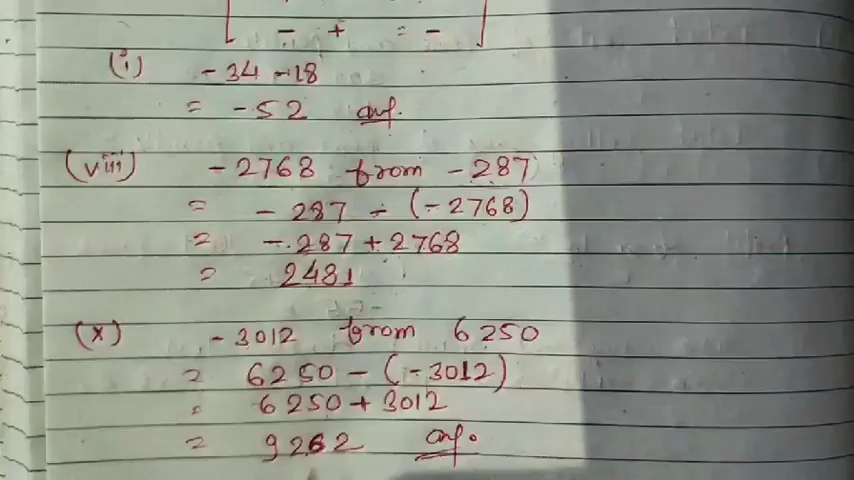 - + = -
(i) - 34 - 18
= - 52 ans.
(viii) - 2768 from - 287
= - 287 - (- 2768)
= - 287 + 2768
= 2481
(x) - 3012 from 6250
= 6250 - (- 3012)
= 6250 + 3012
= 9262 ans.